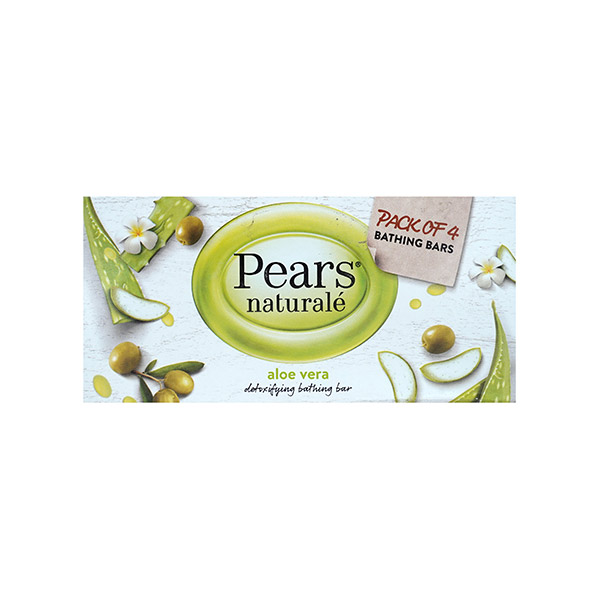 PACK OF 4
BATHING BARS
Pears®
naturalé
aloe vera
detoxifying bathing bar